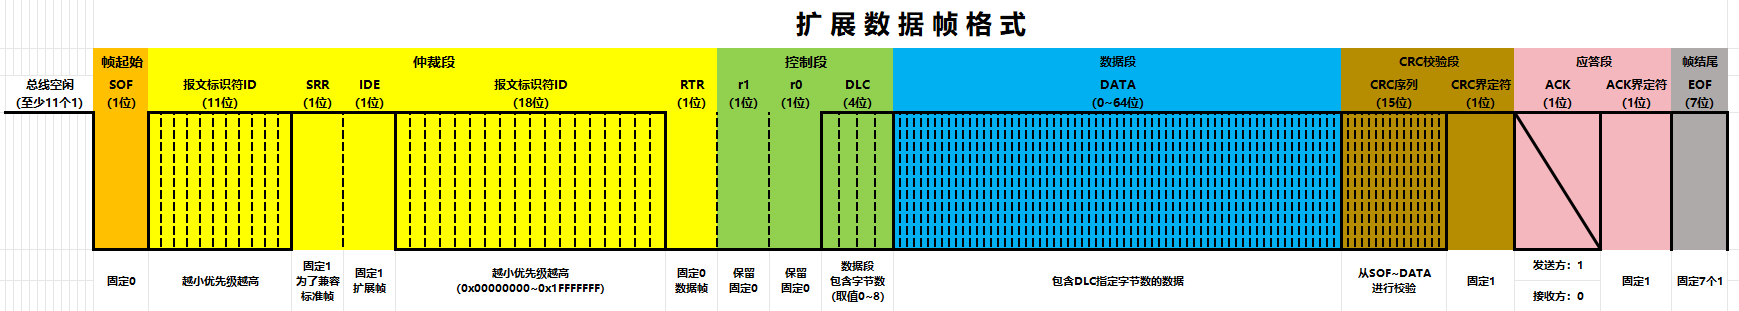 扩展数据帧格式
帧起始 仲裁段 控制段 数据段 CRC校验段 应答段 帧结尾
总线空闲 SOF 报文标识符ID SRR IDE 报文标识符ID RTR r1 r0 DLC DATA CRC序列 CRC界定符 ACK ACK界定符 EOF
(至少11个1) (1位) (11位) (1位) (1位) (18位) (1位) (1位) (1位) (4位) (0~64位) (15位) (1位) (1位) (1位) (7位)
固定0
越小优先级越高
固定1
为了兼容
标准帧
固定1
扩展帧
越小优先级越高
(0x00000000~0x1FFFFFFF)
固定0
数据帧
保留
固定0
保留
固定0
数据段
包含字节数
(取值0~8)
包含DLC指定字节数的数据
从SOF~DATA
进行校验
固定1
发送方：1
接收方：0
固定1
固定7个1